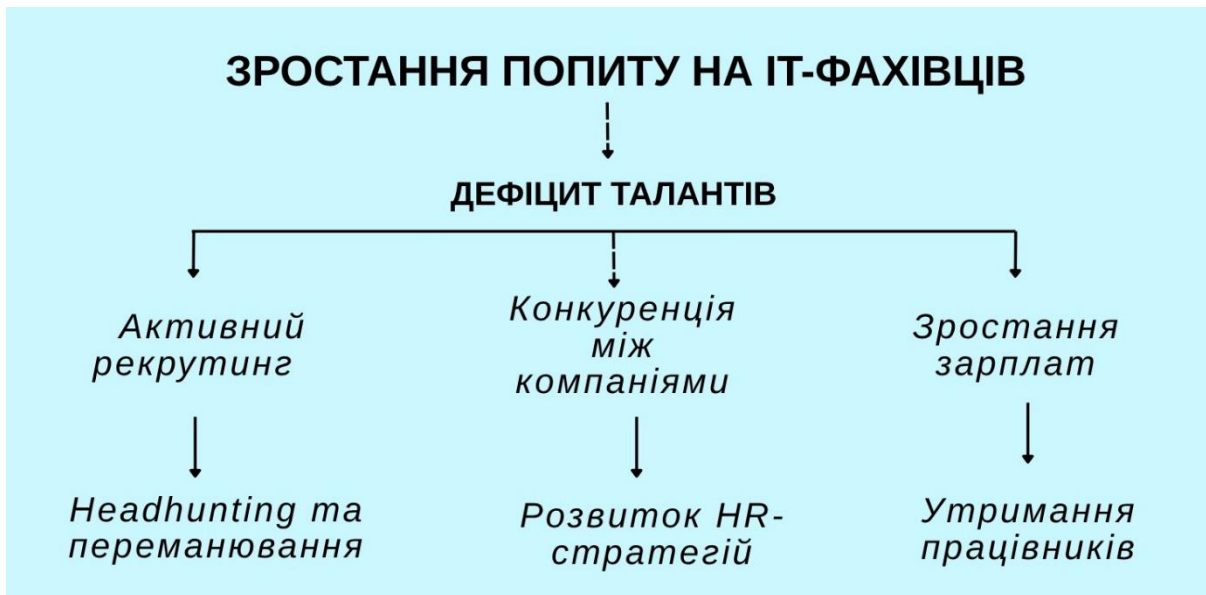 ЗРОСТАННЯ ПОПИТУ НА ІТ-ФАХІВЦІВ
ДЕФІЦИТ ТАЛАНТІВ
Активний
рекрутинг
Конкуренція
між
компаніями
Зростання
зарплат
Headhunting та
переманювання
Розвиток HR-
стратегій
Утримання
працівників